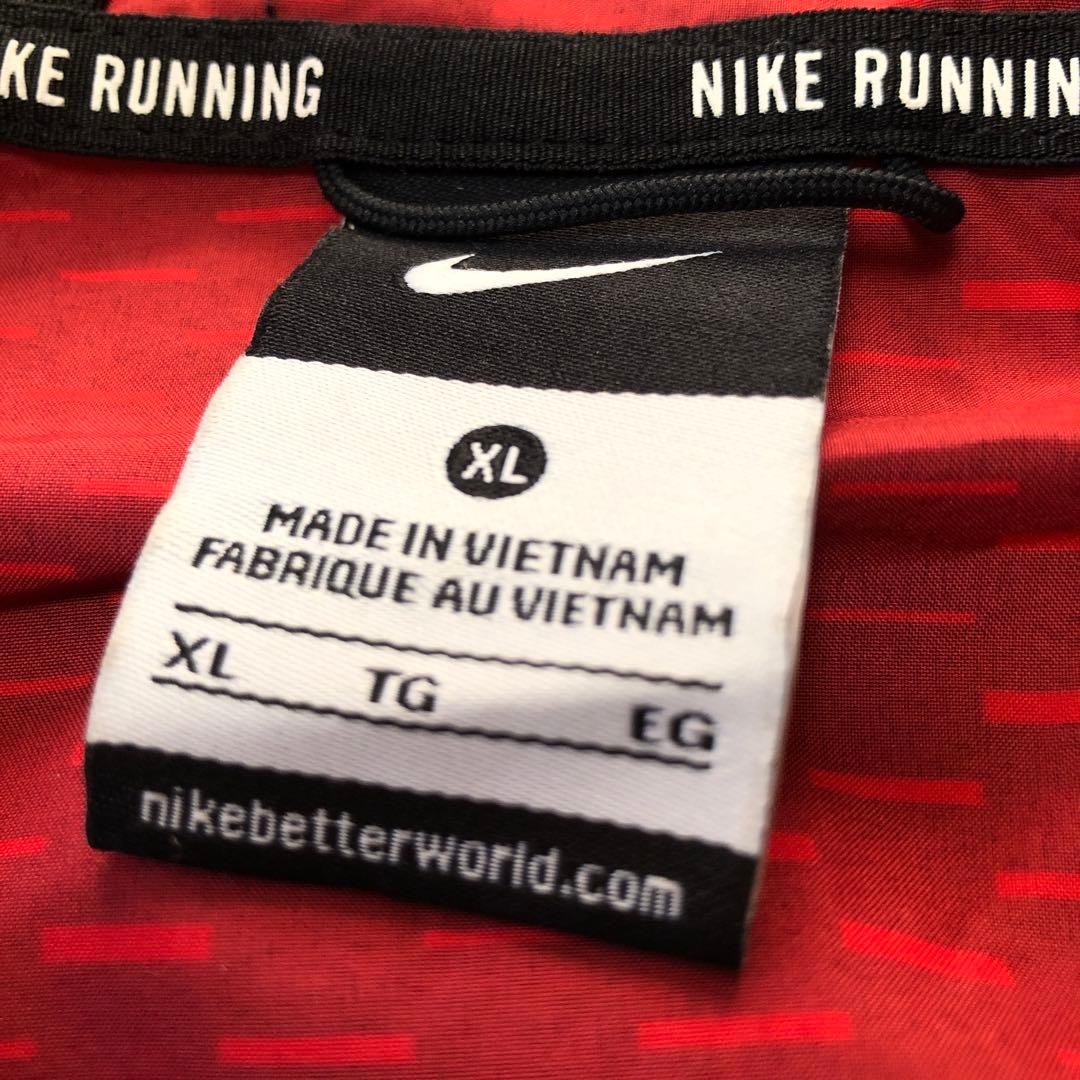 KE RUNNING NIKE RUNNIN
XL
MADE IN VIETNAM
FABRIQUE AU VIETNAM
XL TG EG
nikebetterworld.com